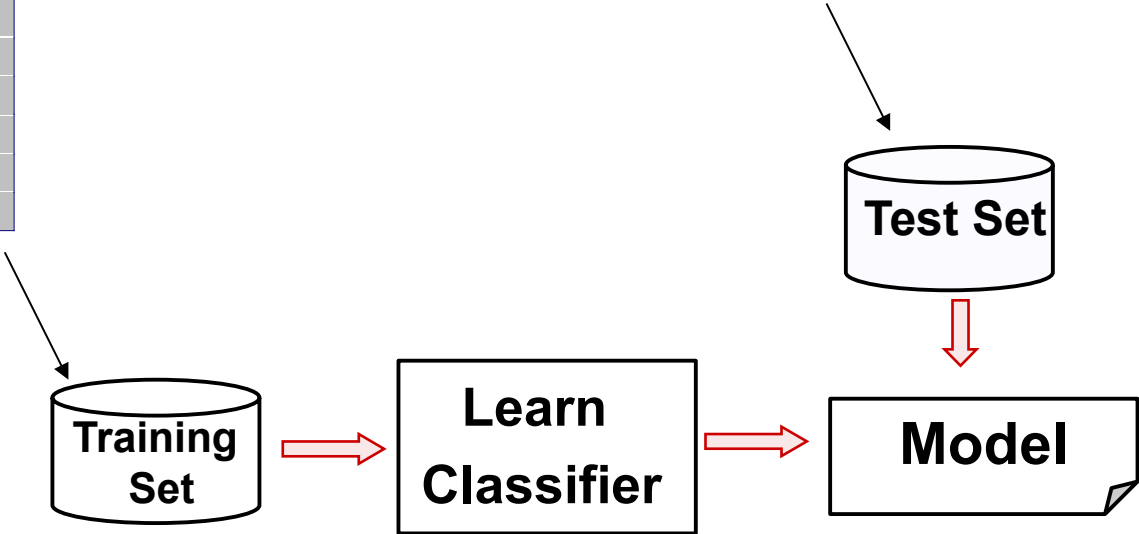 Test Set
Training
Set
Learn
Classifier
Model